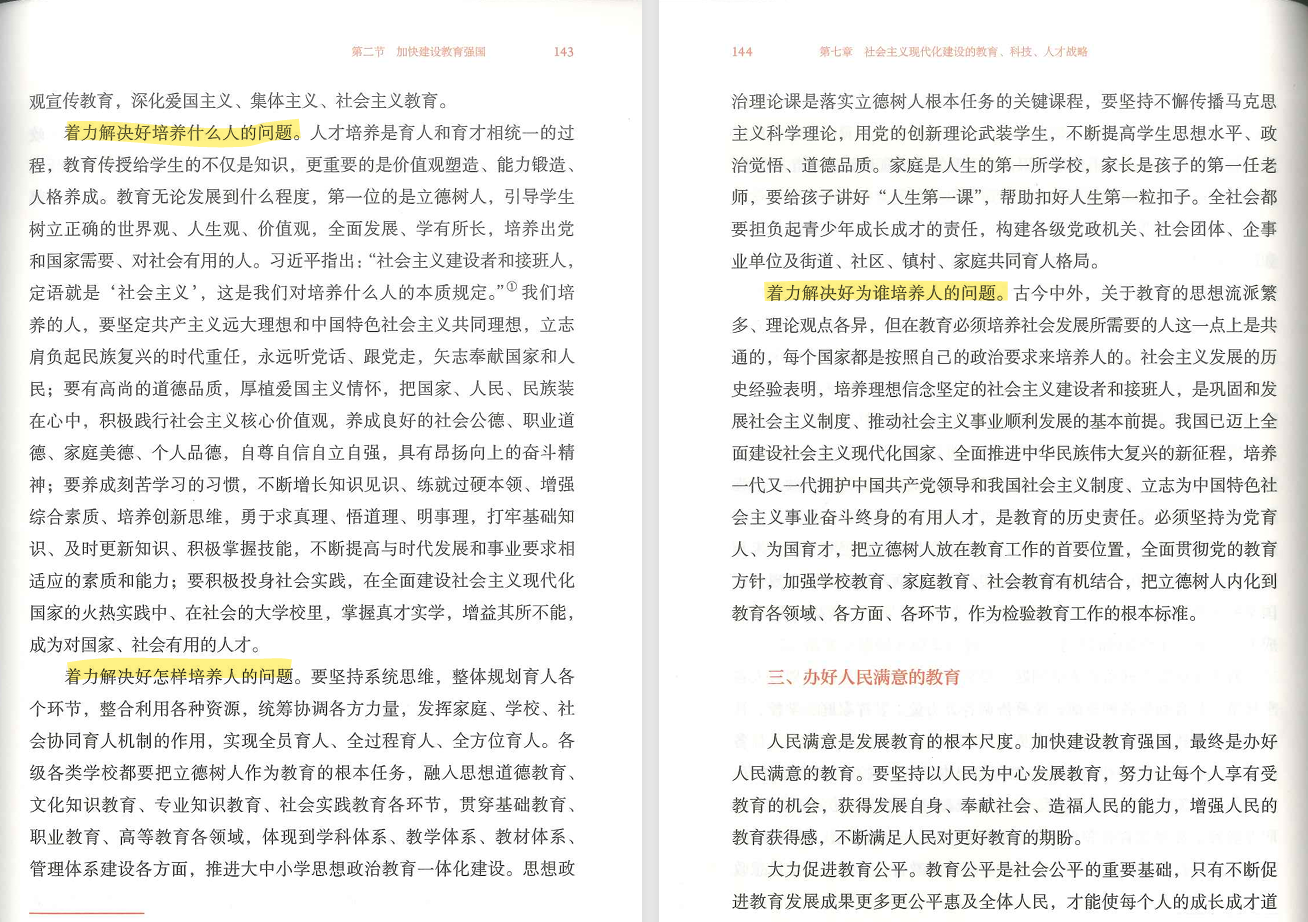 第二节 加快建设教育强国 143
观宣传教育，深化爱国主义、集体主义、社会主义教育。
着力解决好培养什么人的问题。人才培养是育人和育才相统一的过
程，教育传授给学生的不仅是知识，更重要的是价值观塑造、能力锻造、
人格养成。教育无论发展到什么程度，第一位的是立德树人，引导学生
树立正确的世界观、人生观、价值观，全面发展、学有所长，培养出党
和国家需要、对社会有用的人。习近平指出：“社会主义建设者和接班人，
定语就是‘社会主义’，这是我们对培养什么人的本质规定。”①我们培
养的人，要坚定共产主义远大理想和中国特色社会主义共同理想，立志
肩负起民族复兴的时代重任，永远听党话、跟党走，矢志奉献国家和人
民；要有高尚的道德品质，厚植爱国主义情怀，把国家、人民、民族装
在心中，积极践行社会主义核心价值观，养成良好的社会公德、职业道
德、家庭美德、个人品德，自尊自信自立自强，具有昂扬向上的奋斗精
神；要养成刻苦学习的习惯，不断增长知识见识、练就过硬本领、增强
综合素质、培养创新思维，勇于求真理、悟道理、明事理，打牢基础知
识、及时更新知识、积极掌握技能，不断提高与时代发展和事业要求相
适应的素质和能力；要积极投身社会实践，在全面建设社会主义现代化
国家的火热实践中、在社会的大学校里，掌握真才实学，增益其所不能，
成为对国家、社会有用的人才。
着力解决好怎样培养人的问题。要坚持系统思维，整体规划育人各
个环节，整合利用各种资源，统筹协调各方力量，发挥家庭、学校、社
会协同育人机制的作用，实现全员育人、全过程育人、全方位育人。各
级各类学校都要把立德树人作为教育的根本任务，融入思想道德教育、
文化知识教育、专业知识教育、社会实践教育各环节，贯穿基础教育、
职业教育、高等教育各领域，体现到学科体系、教学体系、教材体系、
管理体系建设各方面，推进大中小学思想政治教育一体化建设。思想政
144 第七章 社会主义现代化建设的教育、科技、人才战略
治理论课是落实立德树人根本任务的关键课程，要坚持不懈传播马克思
主义科学理论，用党的创新理论武装学生，不断提高学生思想水平、政
治觉悟、道德品质。家庭是人生的第一所学校，家长是孩子的第一任老
师，要给孩子讲好“人生第一课”，帮助扣好人生第一粒扣子。全社会都
要担负起青少年成长成才的责任，构建各级党政机关、社会团体、企事
业单位及街道、社区、镇村、家庭共同育人格局。
着力解决好为谁培养人的问题。古今中外，关于教育的思想流派繁
多、理论观点各异，但在教育必须培养社会发展所需要的人这一点上是共
通的，每个国家都是按照自己的政治要求来培养人的。社会主义发展的历
史经验表明，培养理想信念坚定的社会主义建设者和接班人，是巩固和发
展社会主义制度、推动社会主义事业顺利发展的基本前提。我国已迈上全
面建设社会主义现代化国家、全面推进中华民族伟大复兴的新征程，培养
一代又一代拥护中国共产党领导和我国社会主义制度、立志为中国特色社
会主义事业奋斗终身的有用人才，是教育的历史责任。必须坚持为党育
人、为国育才，把立德树人放在教育工作的首要位置，全面贯彻党的教育
方针，加强学校教育、家庭教育、社会教育有机结合，把立德树人内化到
教育各领域、各方面、各环节，作为检验教育工作的根本标准。
三、办好人民满意的教育
人民满意是发展教育的根本尺度。加快建设教育强国，最终是办好
人民满意的教育。要坚持以人民为中心发展教育，努力让每个人享有受
教育的机会，获得发展自身、奉献社会、造福人民的能力，增强人民的
教育获得感，不断满足人民对更好教育的期盼。
大力促进教育公平。教育公平是社会公平的重要基础，只有不断促
进教育发展成果更多更公平惠及全体人民，才能使每个人的成长成才道